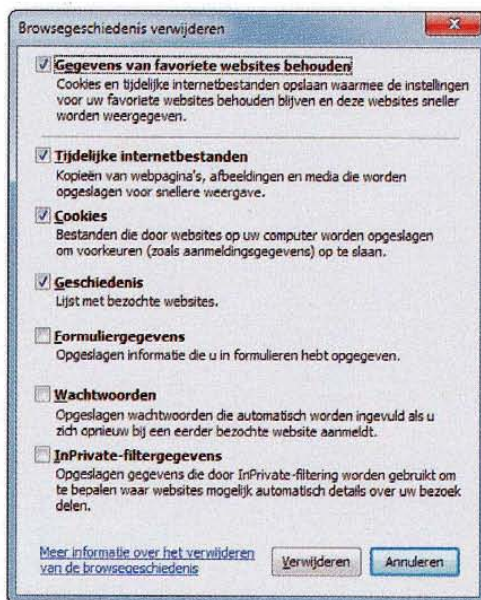 Browsegeschiedenis verwijderen
Gegevens van favoriete websites behouden
Cookies en tijdelijke internetbestanden opslaan waarmee de instellingen
voor uw favoriete websites behouden blijven en deze websites sneller
worden weergegeven.
Tijdelijke internetbestanden
Kopieën van webpagina's, afbeeldingen en media die worden
opgeslagen voor snellere weergave.
Cookies
Bestanden die door websites op uw computer worden opgeslagen
om voorkeuren (zoals aanmeldingsgegevens) op te slaan.
Geschiedenis
Lijst met bezochte websites.
Formuliergegevens
Opgeslagen informatie die u in formulieren hebt opgegeven.
Wachtwoorden
Opgeslagen wachtwoorden die automatisch worden ingevuld als u
zich opnieuw bij een eerder bezochte website aanmeldt.
InPrivate-filtergegevens
Opgeslagen gegevens die door InPrivate-filtering worden gebruikt om
te bepalen waar websites mogelijk automatisch details over uw bezoek
delen.
Meer informatie over het verwijderen
van de browsegeschiedenis
Verwijderen
Annuleren